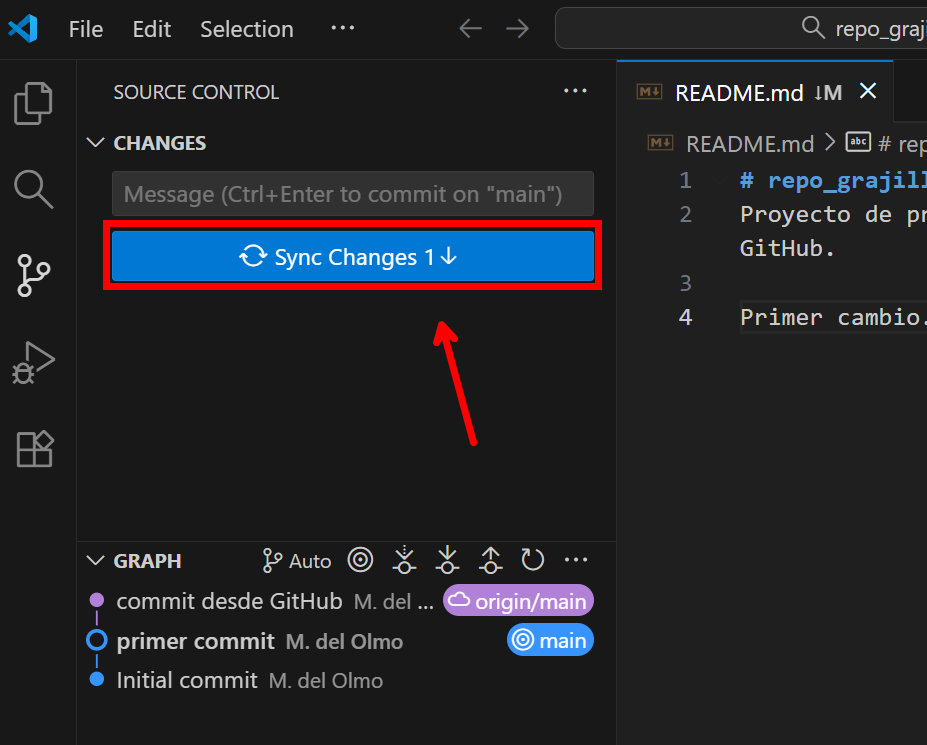 File Edit Selection ···
repo_graji
SOURCE CONTROL ···
CHANGES
Message (Ctrl+Enter to commit on "main")
Sync Changes 1↓
GRAPH Auto ···
commit desde GitHub M. del ... origin/main
primer commit M. del Olmo main
Initial commit M. del Olmo
M↓ README.md ↓M ×
M↓ README.md > abc # rep
1 # repo_grajill
2 Proyecto de pr
GitHub.
3
4 Primer cambio.